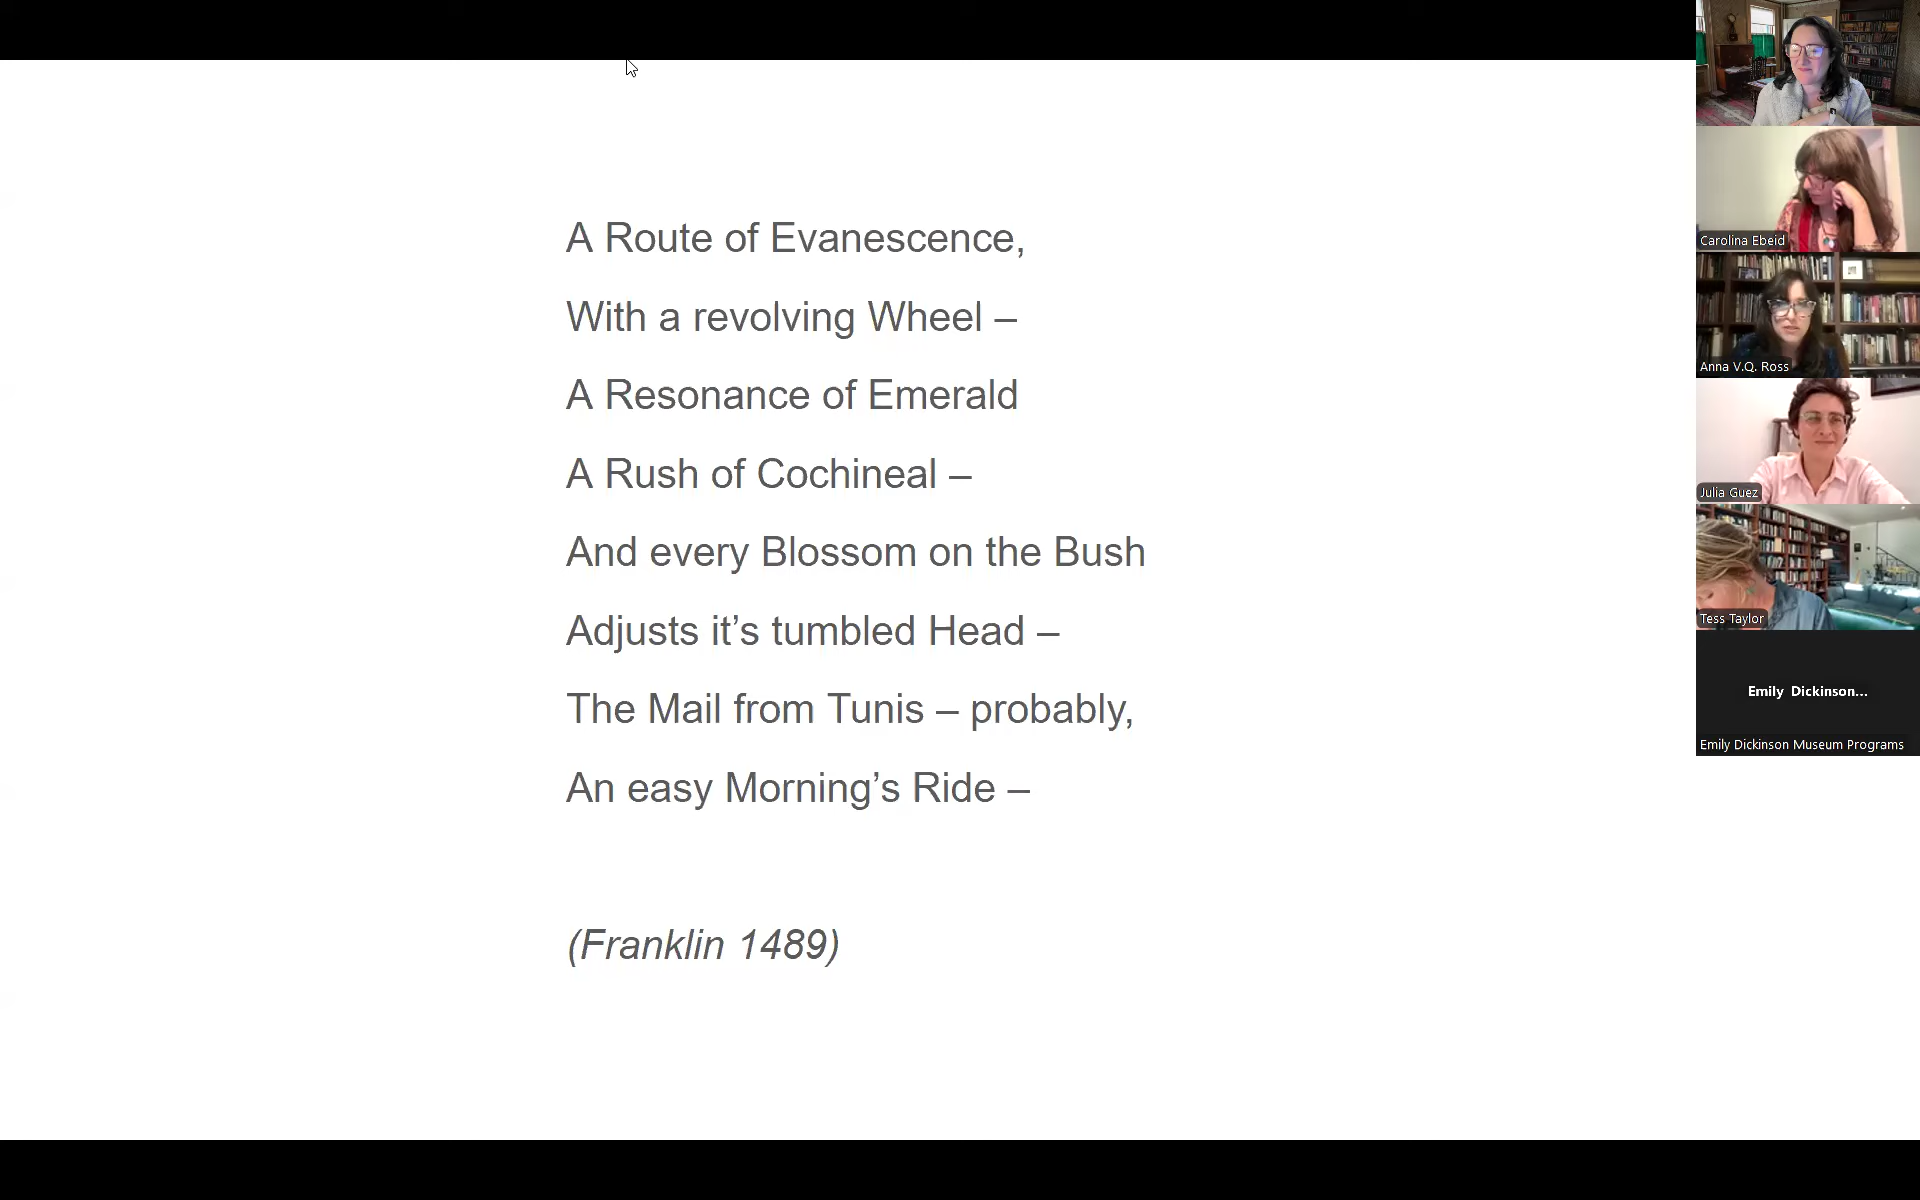 A Route of Evanescence,
With a revolving Wheel –
A Resonance of Emerald
A Rush of Cochineal –
And every Blossom on the Bush
Adjusts it’s tumbled Head –
The Mail from Tunis – probably,
An easy Morning’s Ride –
(Franklin 1489)
Carolina Ebeid
Anna V.Q. Ross
Julia Guez
Tess Taylor
Emily Dickinson...
Emily Dickinson Museum Programs